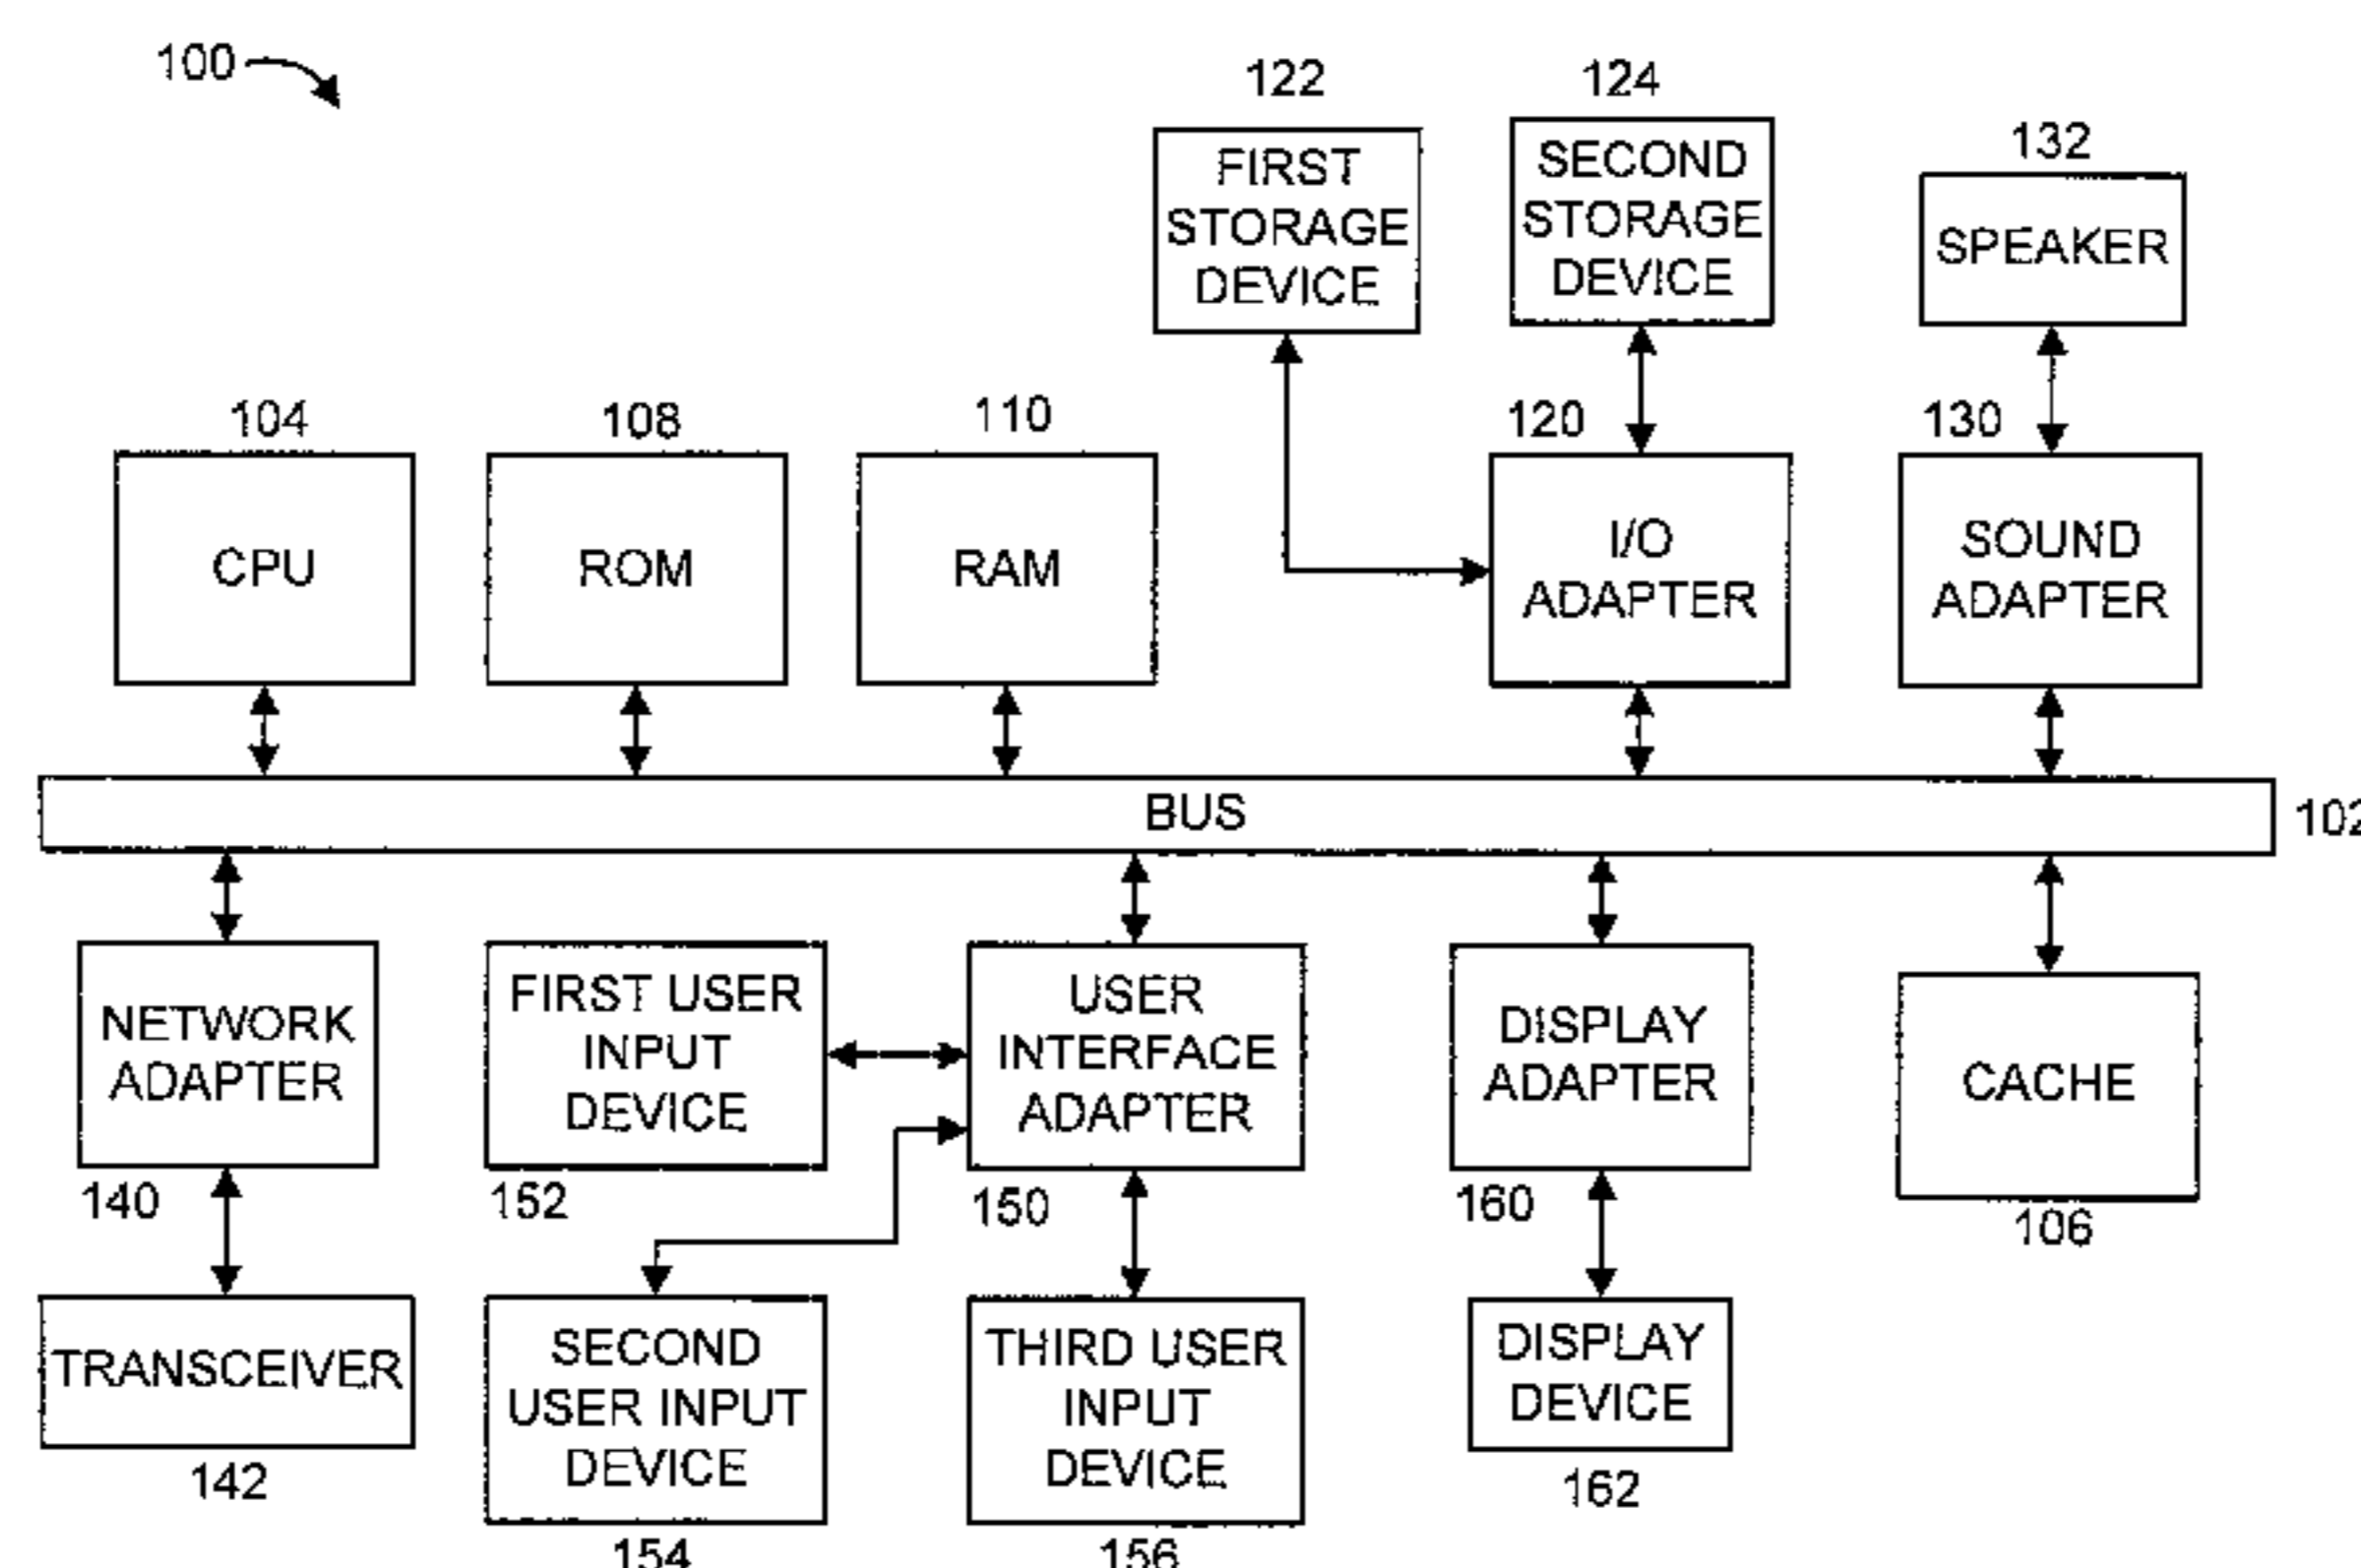 100
122
124
132
FIRST
STORAGE
DEVICE
SECOND
STORAGE
DEVICE
SPEAKER
104
108
110
120
130
CPU
ROM
RAM
I/O
ADAPTER
SOUND
ADAPTER
BUS
102
NETWORK
ADAPTER
FIRST USER
INPUT
DEVICE
USER
INTERFACE
ADAPTER
DISPLAY
ADAPTER
CACHE
140
152
150
160
106
TRANSCEIVER
SECOND
USER INPUT
DEVICE
THIRD USER
INPUT
DEVICE
DISPLAY
DEVICE
142
154
156
162